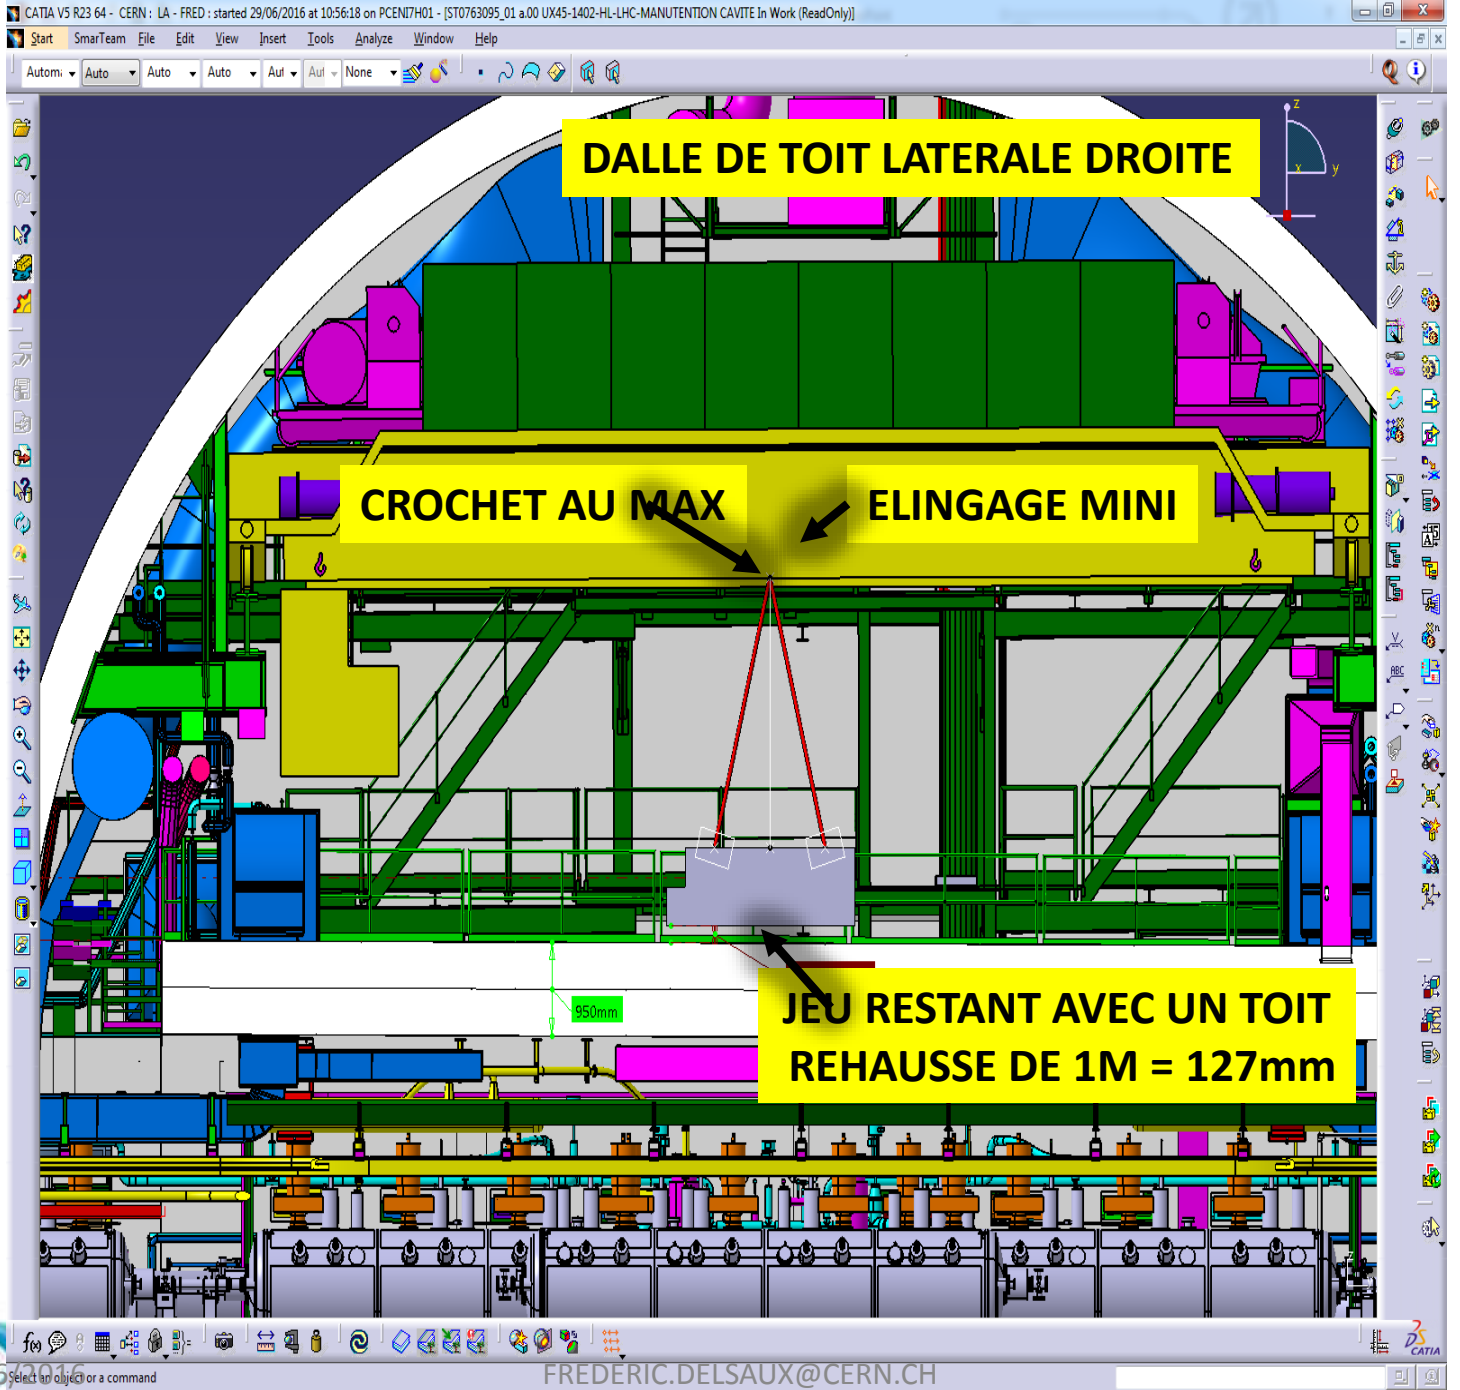 CATIA V5 R23 64 - CERN : LA - FRED : started 29/06/2016 at 10:56:18 on PCENI7H01 - [ST0763095_01 a.00 UX45-1402-HL-LHC-MANUTENTION CAVITE In Work (ReadOnly)]
Start SmarTeam File Edit View Insert Tools Analyze Window Help
Auto Auto Auto None
z
x y
DALLE DE TOIT LATERALE DROITE
CROCHET AU MAX
ELINGAGE MINI
ABC
950mm
JEU RESTANT AVEC UN TOIT
REHAUSSE DE 1M = 127mm
z
f(x)
CATIA
/2016
FREDERIC.DELSAUX@CERN.CH
Select an object or a command